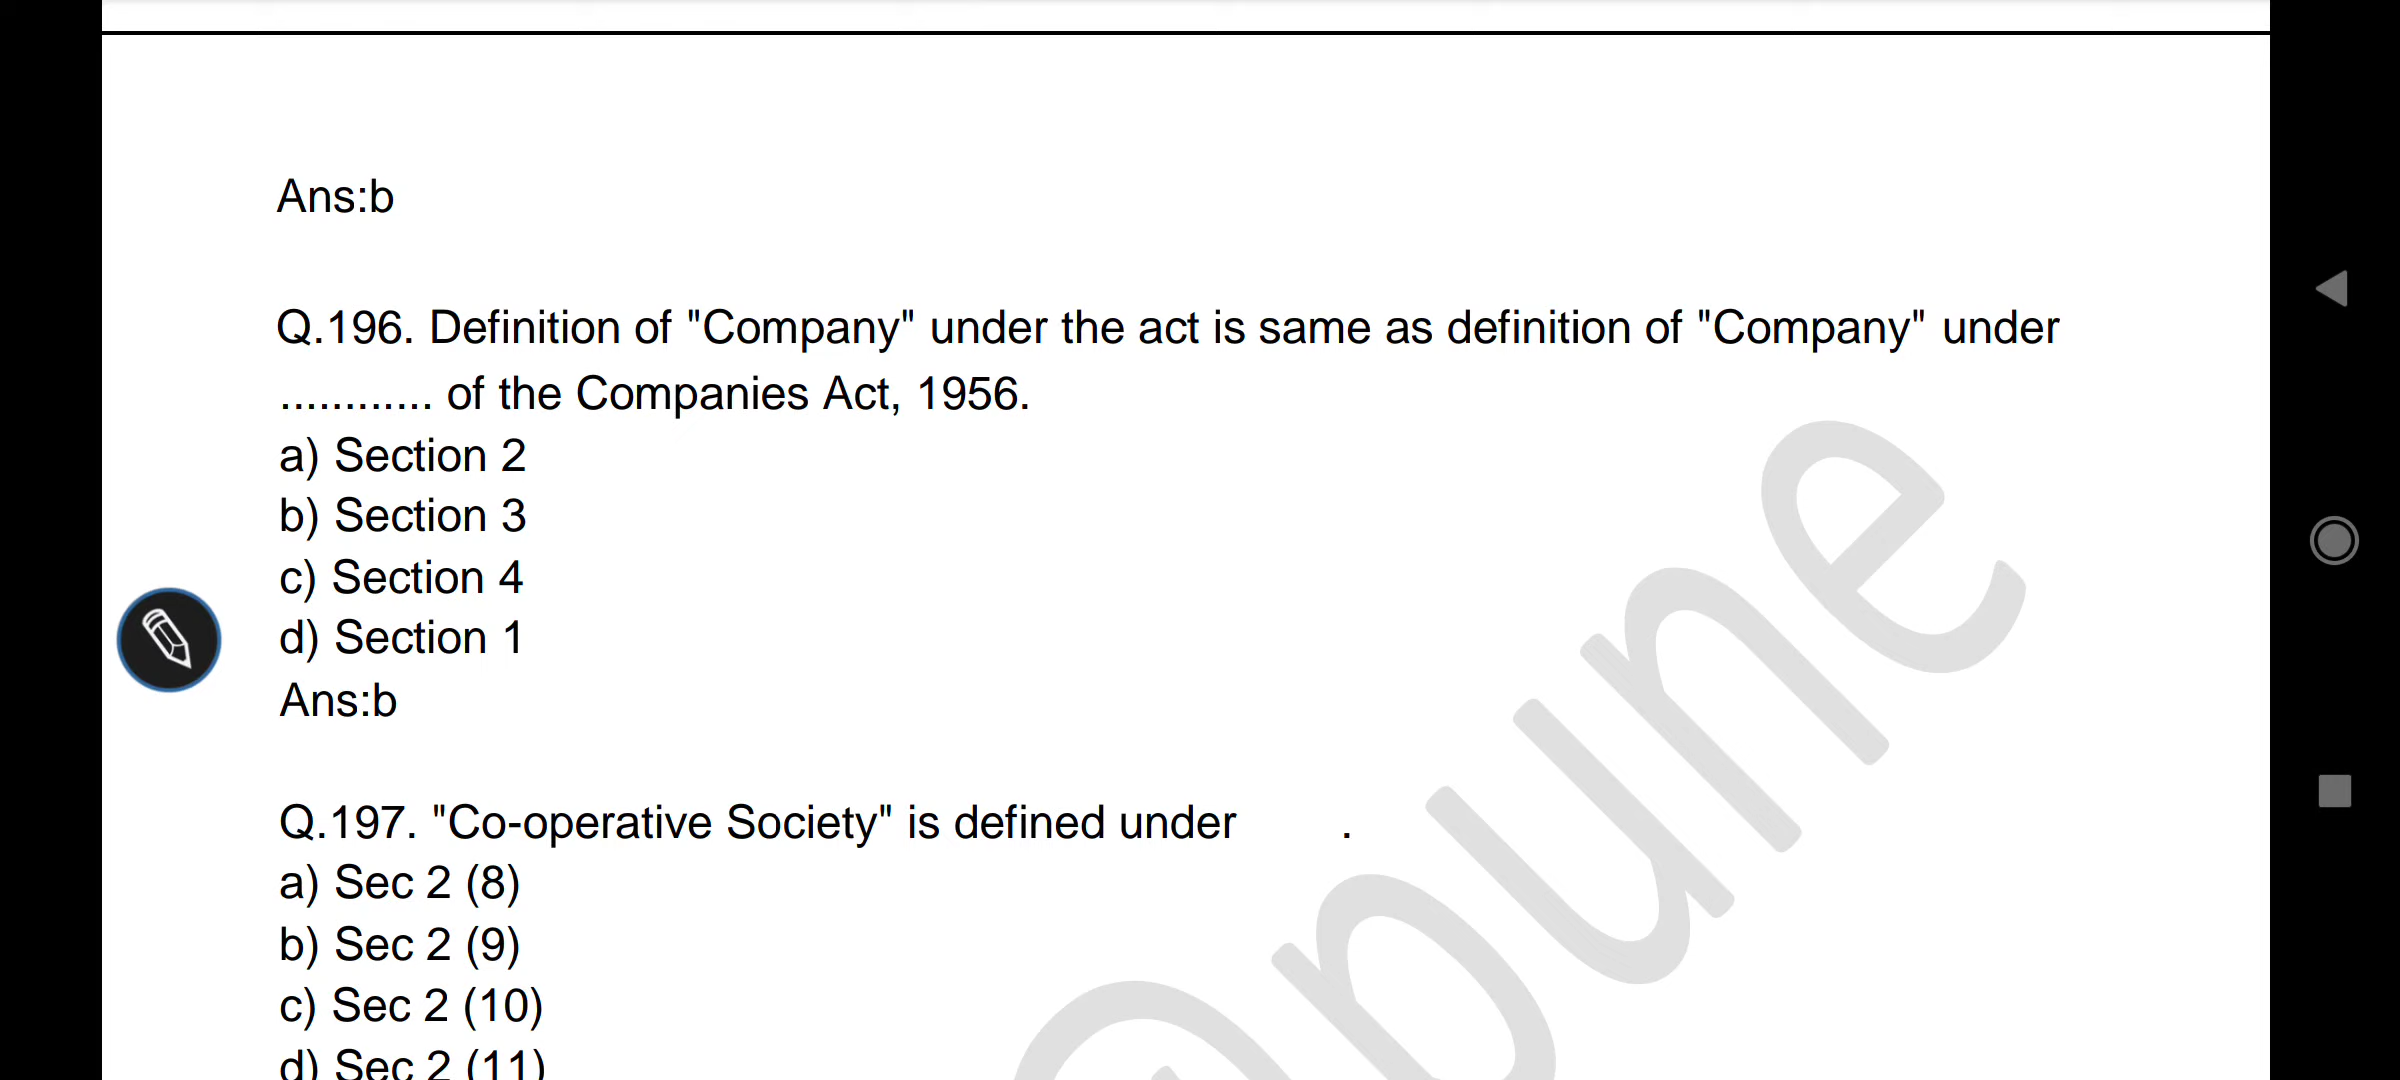 Ans:b
Q.196. Definition of "Company" under the act is same as definition of "Company" under
............ of the Companies Act, 1956.
a) Section 2
b) Section 3
c) Section 4
d) Section 1
Ans:b
Q.197. "Co-operative Society" is defined under .
a) Sec 2 (8)
b) Sec 2 (9)
c) Sec 2 (10)
d) Sec 2 (11)
pune